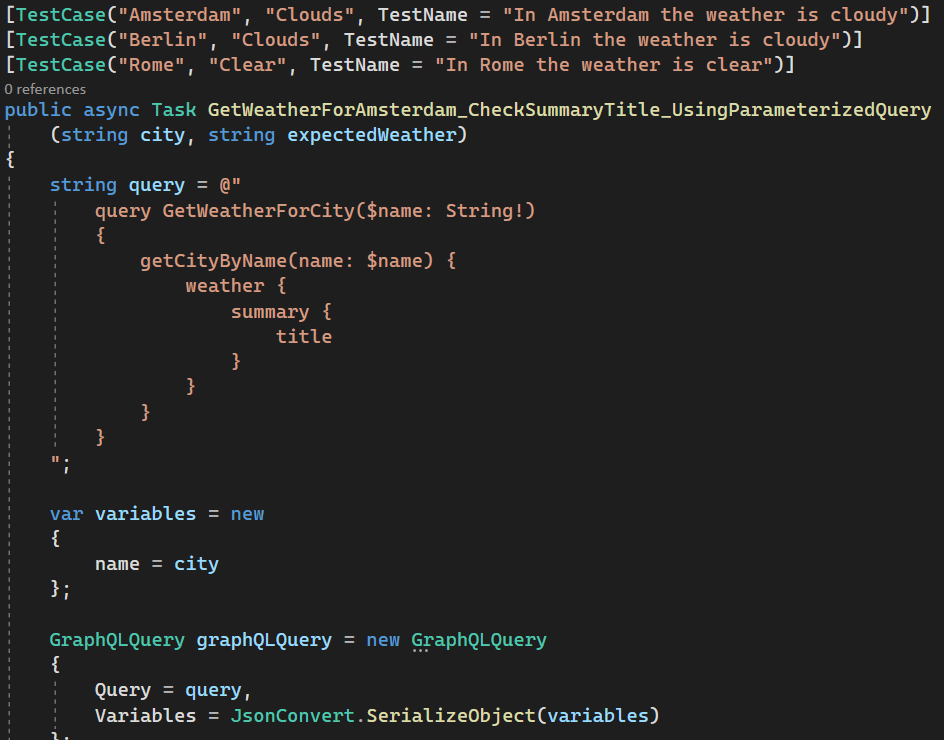 [TestCase("Amsterdam", "Clouds", TestName = "In Amsterdam the weather is cloudy")]
[TestCase("Berlin", "Clouds", TestName = "In Berlin the weather is cloudy")]
[TestCase("Rome", "Clear", TestName = "In Rome the weather is clear")]
0 references
public async Task GetWeatherForAmsterdam_CheckSummaryTitle_UsingParameterizedQuery
    (string city, string expectedWeather)
{
    string query = @"
        query GetWeatherForCity($name: String!)
        {
            getCityByName(name: $name) {
                weather {
                    summary {
                        title
                    }
                }
            }
        }
    ";

    var variables = new
    {
        name = city
    };

    GraphQLQuery graphQLQuery = new GraphQLQuery
    {
        Query = query,
        Variables = JsonConvert.SerializeObject(variables)
    };